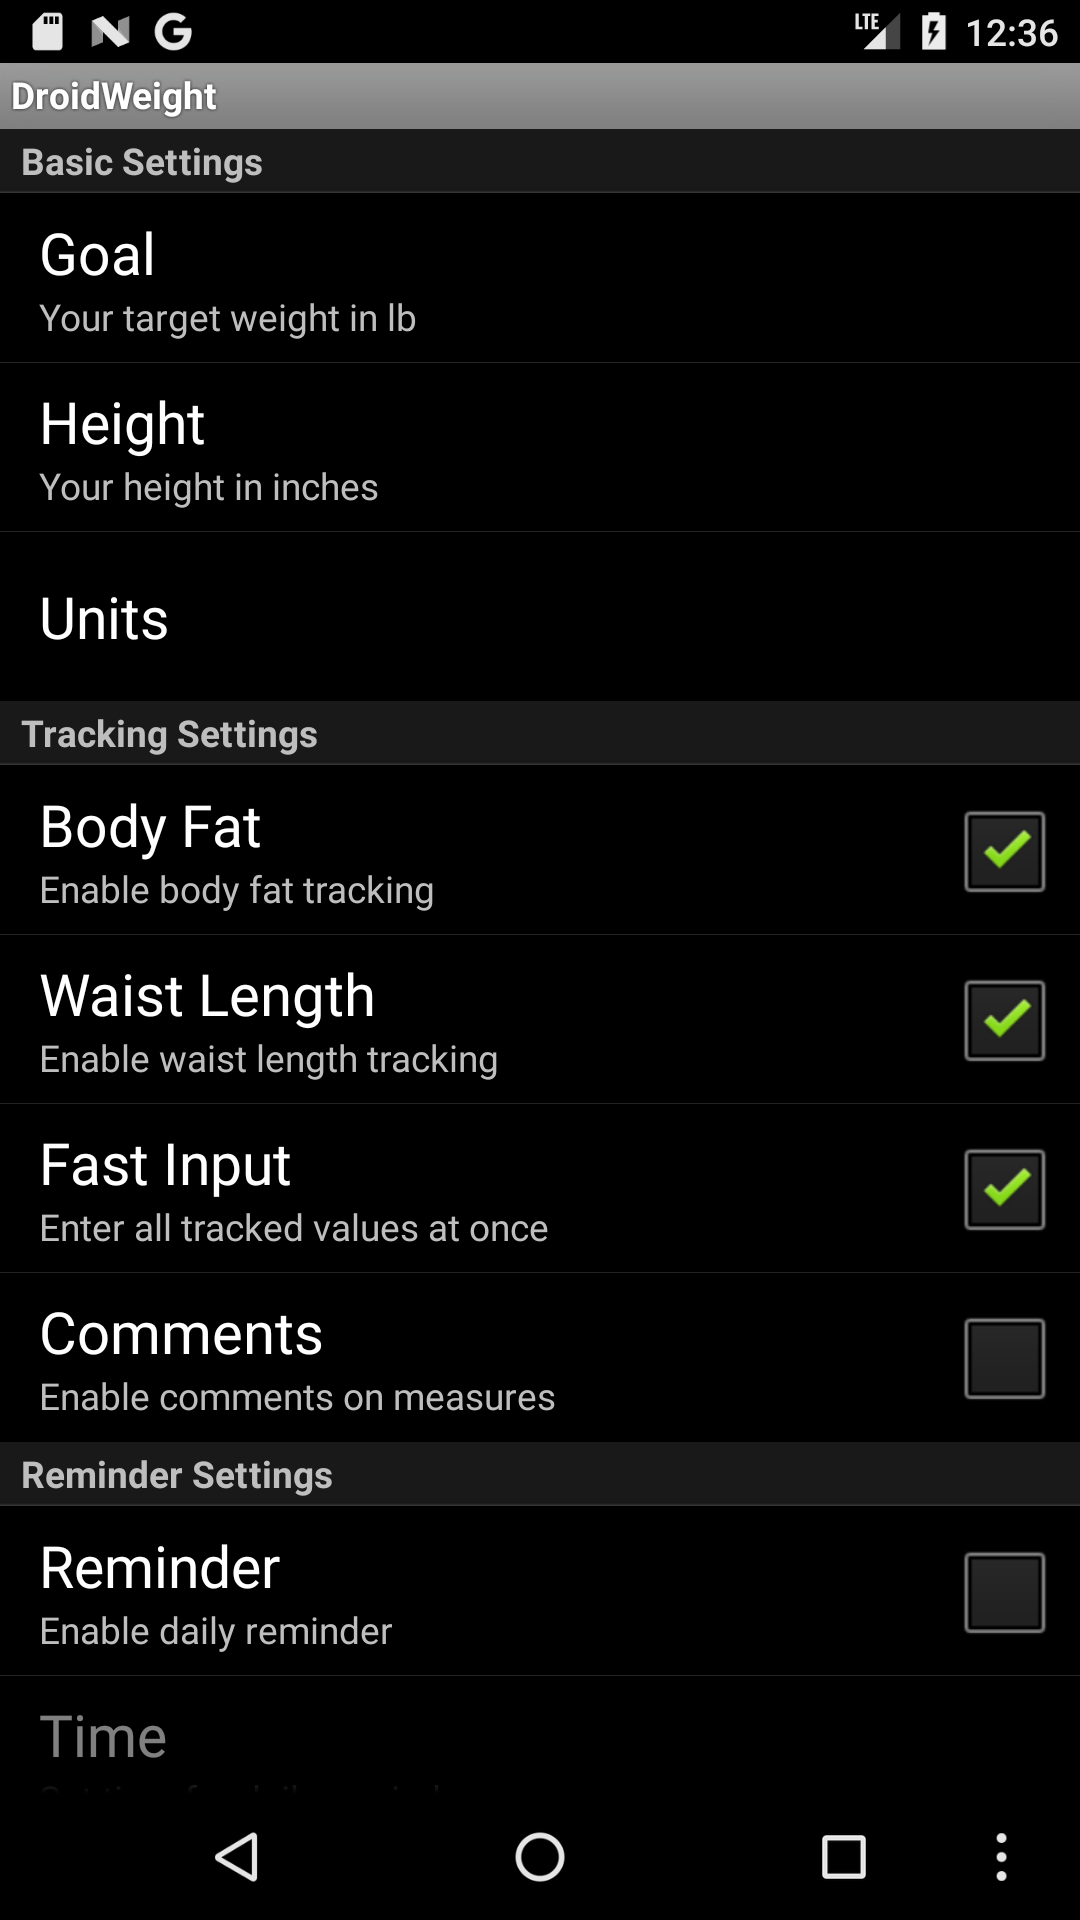 LTE 12:36
DroidWeight
Basic Settings
Goal
Your target weight in lb
Height
Your height in inches
Units
Tracking Settings
Body Fat
Enable body fat tracking
Waist Length
Enable waist length tracking
Fast Input
Enter all tracked values at once
Comments
Enable comments on measures
Reminder Settings
Reminder
Enable daily reminder
Time